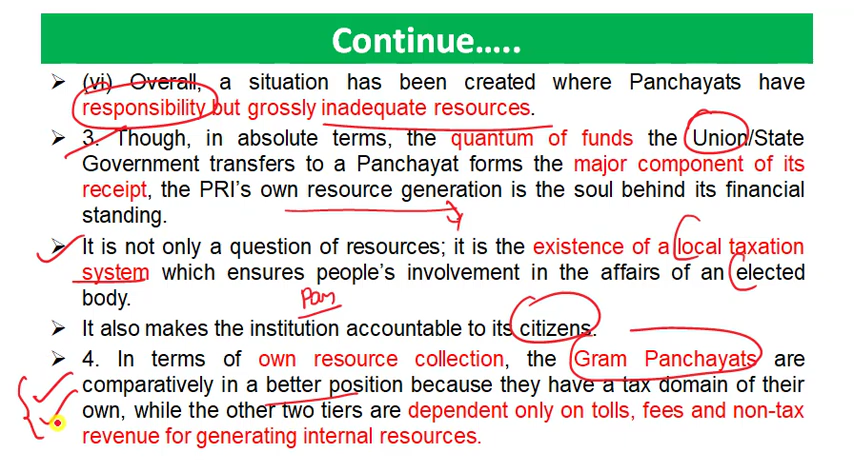 Continue…..
➢ (vi) Overall, a situation has been created where Panchayats have
responsibility but grossly inadequate resources.
➢ 3. Though, in absolute terms, the quantum of funds the Union/State
Government transfers to a Panchayat forms the major component of its
receipt, the PRI's own resource generation is the soul behind its financial
standing.
➢ It is not only a question of resources; it is the existence of a local taxation
system which ensures people's involvement in the affairs of an elected
body.
➢ It also makes the institution accountable to its citizens.
➢ 4. In terms of own resource collection, the Gram Panchayats are
comparatively in a better position because they have a tax domain of their
own, while the other two tiers are dependent only on tolls, fees and non-tax
revenue for generating internal resources.